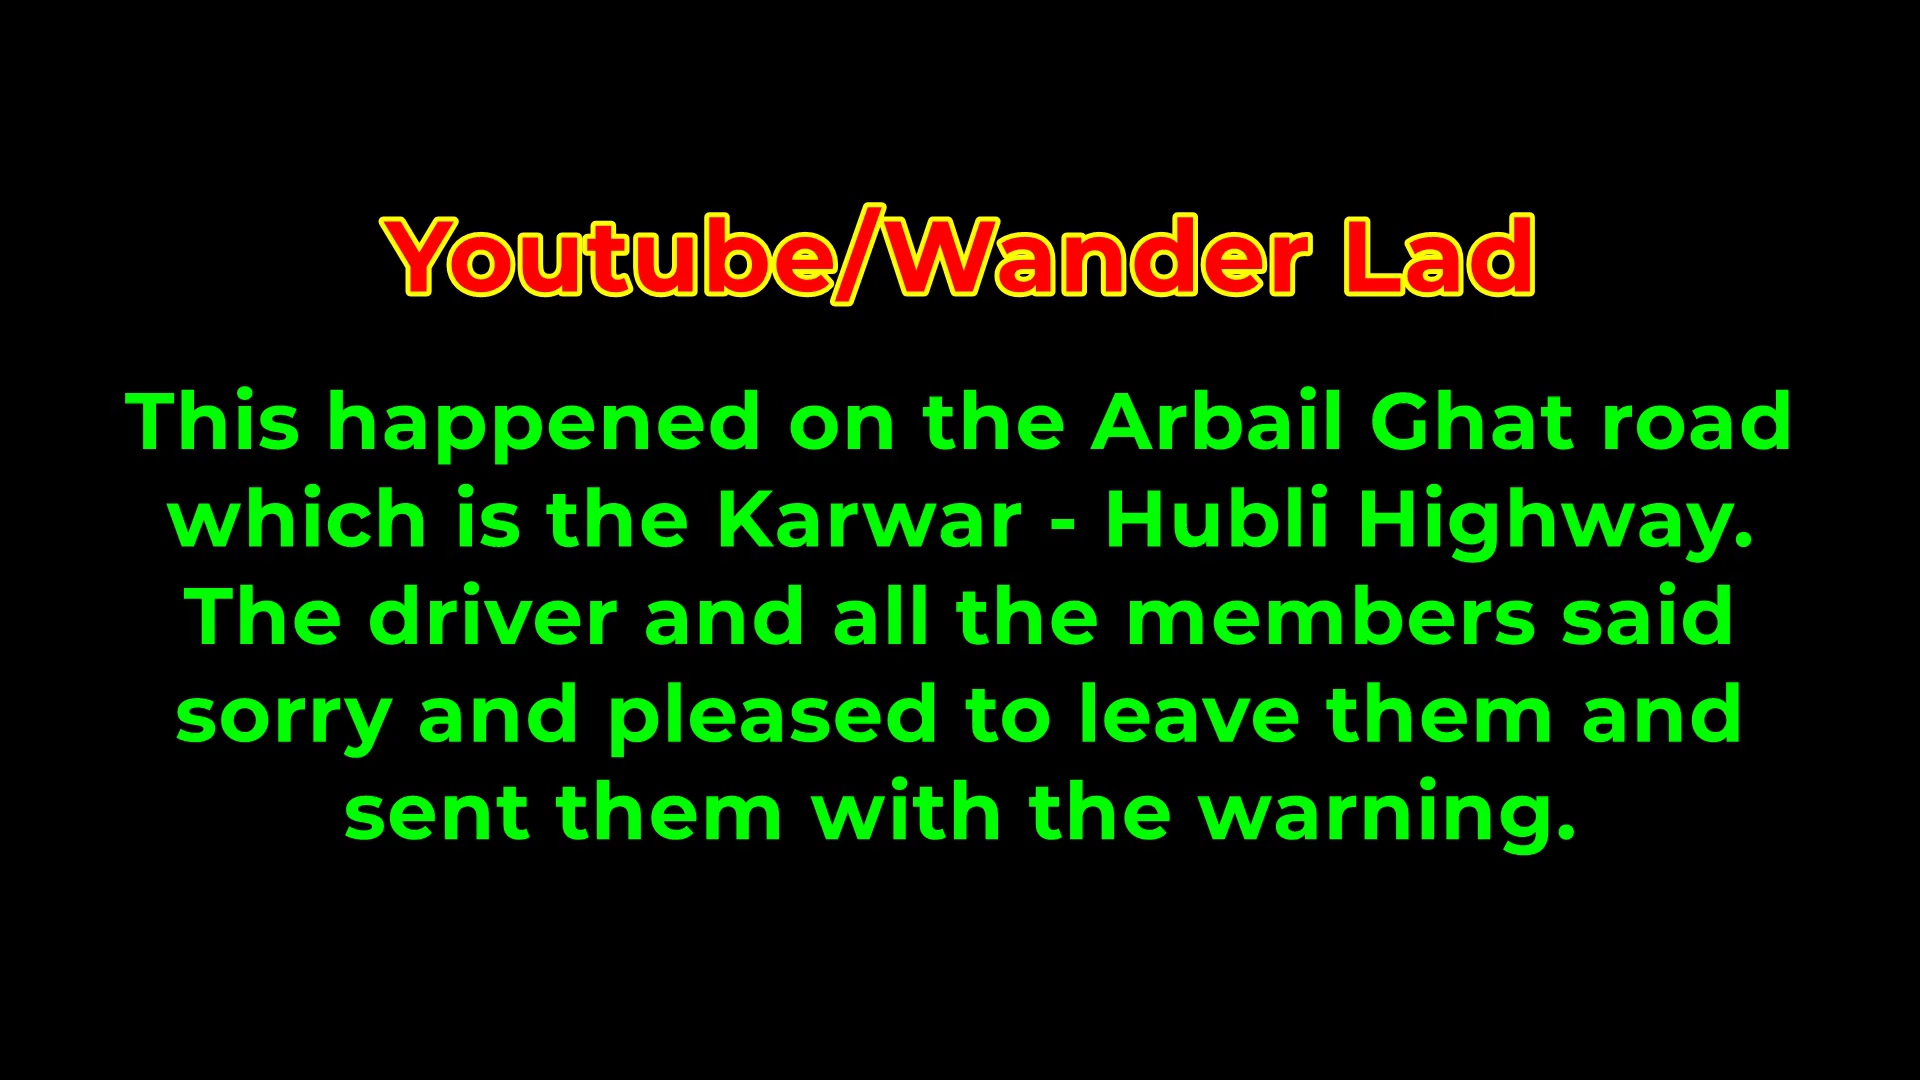 Youtube/Wander Lad
This happened on the Arbail Ghat road
which is the Karwar - Hubli Highway.
The driver and all the members said
sorry and pleased to leave them and
sent them with the warning.